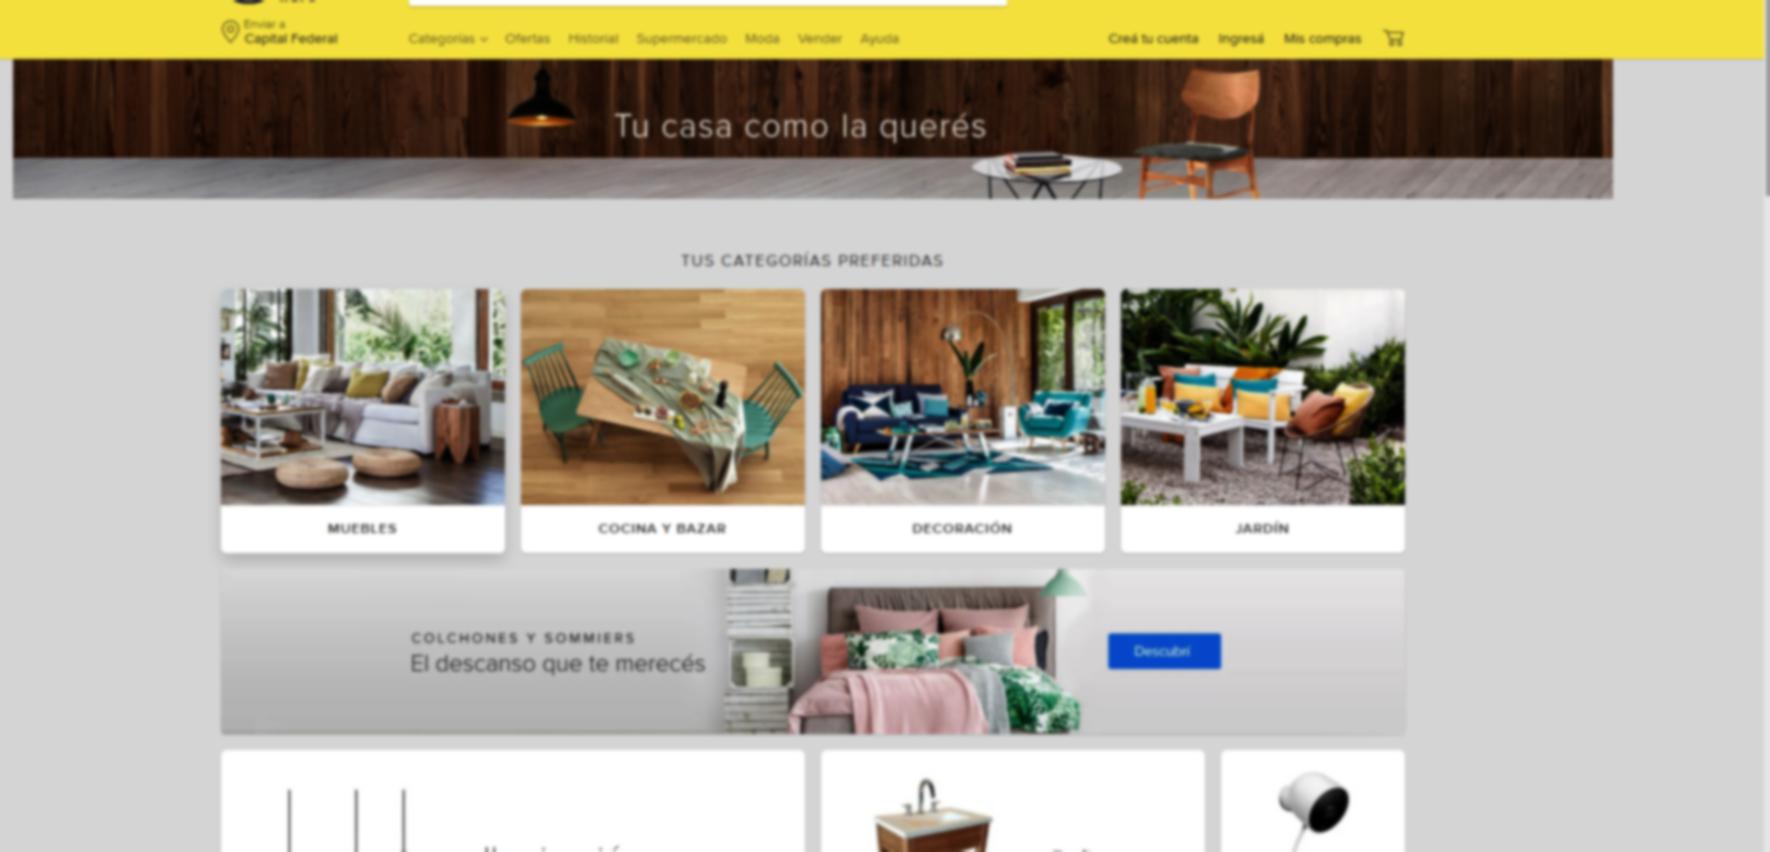 Enviar a
Capital Federal
Categorías Ofertas Historial Supermercado Moda Vender Ayuda
Creá tu cuenta Ingresá Mis compras
Tu casa como la querés
TUS CATEGORÍAS PREFERIDAS
MUEBLES
COCINA Y BAZAR
DECORACIÓN
JARDÍN
COLCHONES Y SOMMIERS
El descanso que te merecés
Descubrí